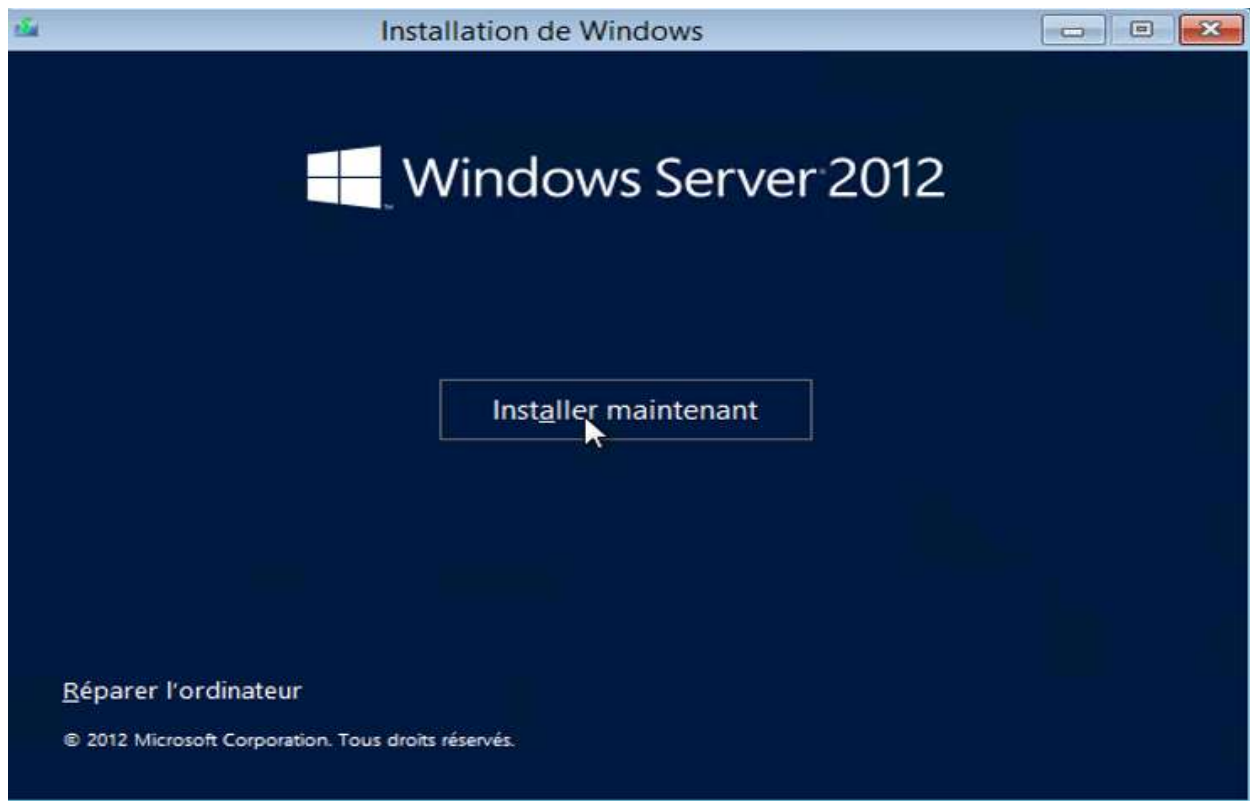 Installation de Windows
Windows Server 2012
Installer maintenant
Réparer l'ordinateur
© 2012 Microsoft Corporation. Tous droits réservés.